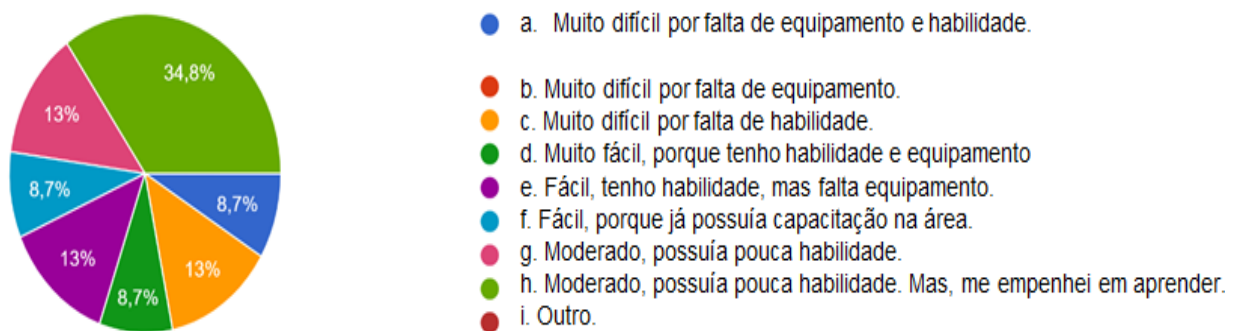 34,8%
13%
8,7%
13%
8,7%
13%
8,7%
a. Muito difícil por falta de equipamento e habilidade.
b. Muito difícil por falta de equipamento.
c. Muito difícil por falta de habilidade.
d. Muito fácil, porque tenho habilidade e equipamento
e. Fácil, tenho habilidade, mas falta equipamento.
f. Fácil, porque já possuía capacitação na área.
g. Moderado, possuía pouca habilidade.
h. Moderado, possuía pouca habilidade. Mas, me empenhei em aprender.
i. Outro.